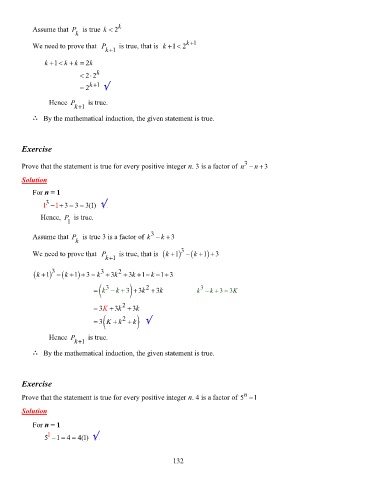 Assume that P_k is true k < 2^k
We need to prove that P_{k+1} is true, that is k + 1 < 2^{k+1}
k + 1 < k + k = 2k
< 2 · 2^k
= 2^{k+1} √
Hence P_{k+1} is true.
∴ By the mathematical induction, the given statement is true.
Exercise
Prove that the statement is true for every positive integer n. 3 is a factor of n^3 − n + 3
Solution
For n = 1
1^3 − 1 + 3 = 3 = 3(1) √
Hence, P_1 is true.
Assume that P_k is true 3 is a factor of k^3 − k + 3
We need to prove that P_{k+1} is true, that is (k + 1)^3 − (k + 1) + 3
(k + 1)^3 − (k + 1) + 3 = k^3 + 3k^2 + 3k + 1 − k − 1 + 3
= (k^3 − k + 3) + 3k^2 + 3k k^3 − k + 3 = 3K
= 3K + 3k^2 + 3k
= 3(K + k^2 + k) √
Hence P_{k+1} is true.
∴ By the mathematical induction, the given statement is true.
Exercise
Prove that the statement is true for every positive integer n. 4 is a factor of 5^n − 1
Solution
For n = 1
5^1 − 1 = 4 = 4(1) √
132